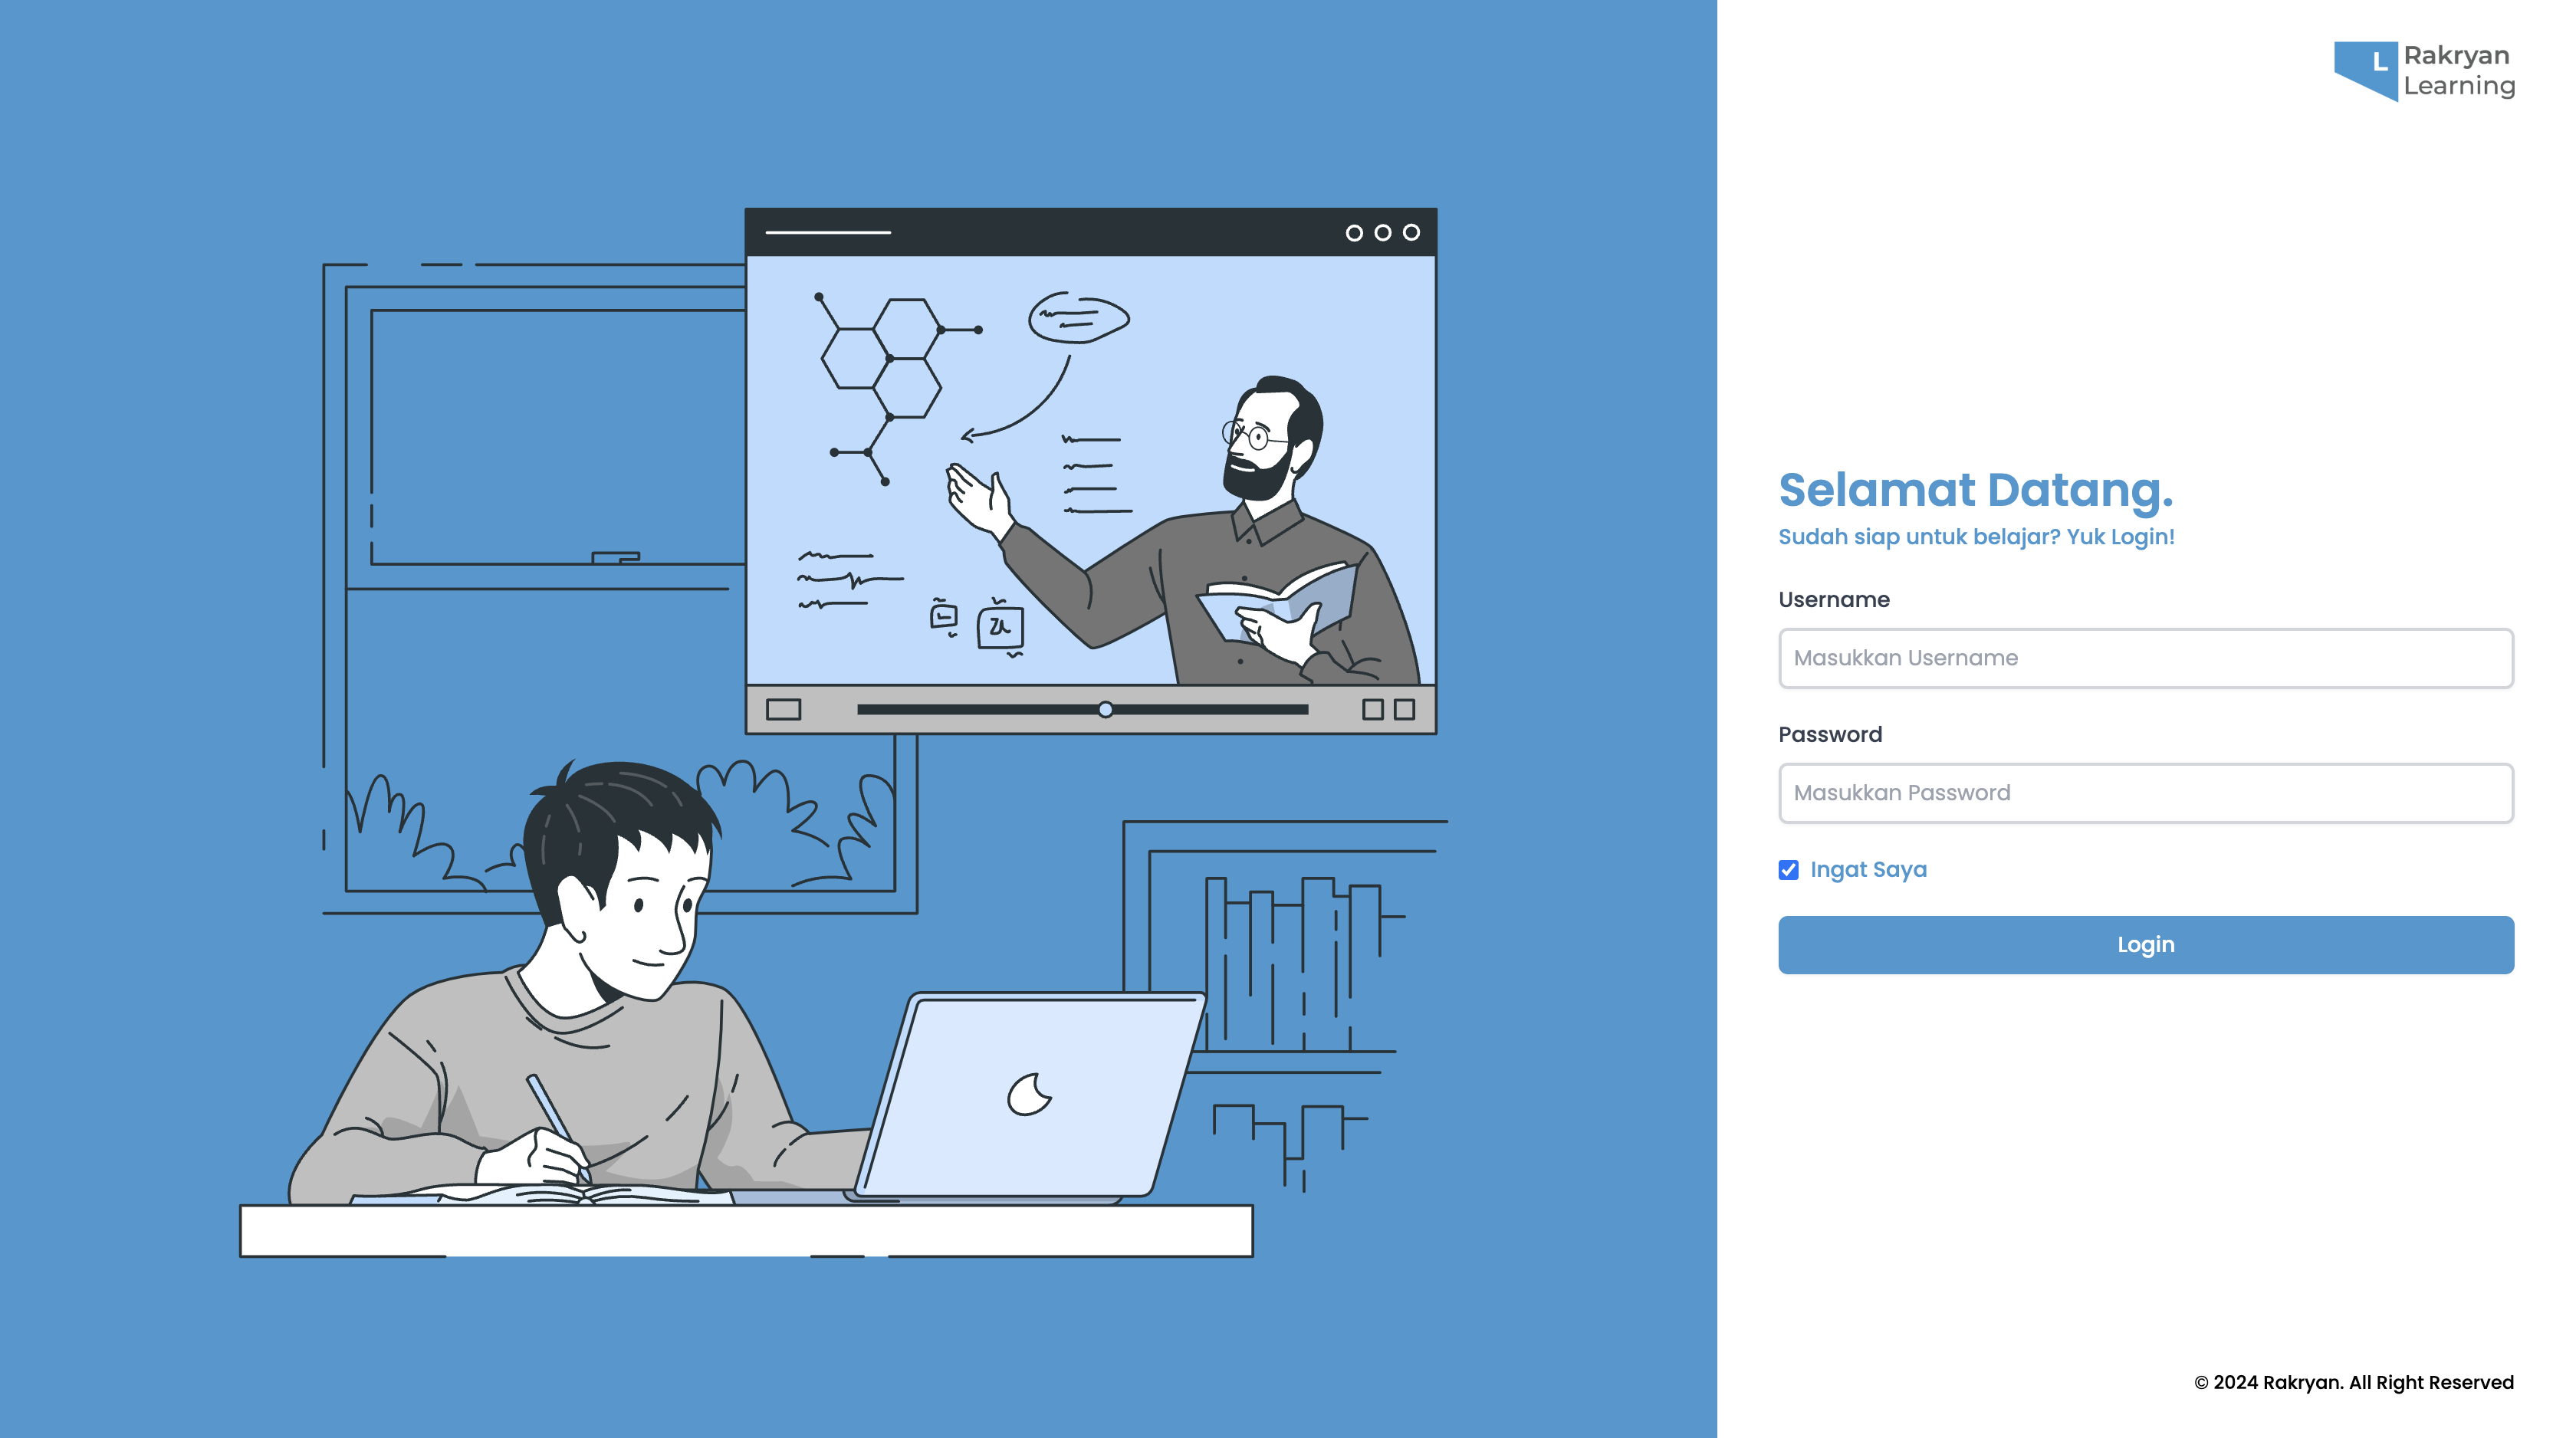 L
Rakryan
Learning
Selamat Datang.
Sudah siap untuk belajar? Yuk Login!
Username
Masukkan Username
Password
Masukkan Password
Ingat Saya
Login
© 2024 Rakryan. All Right Reserved